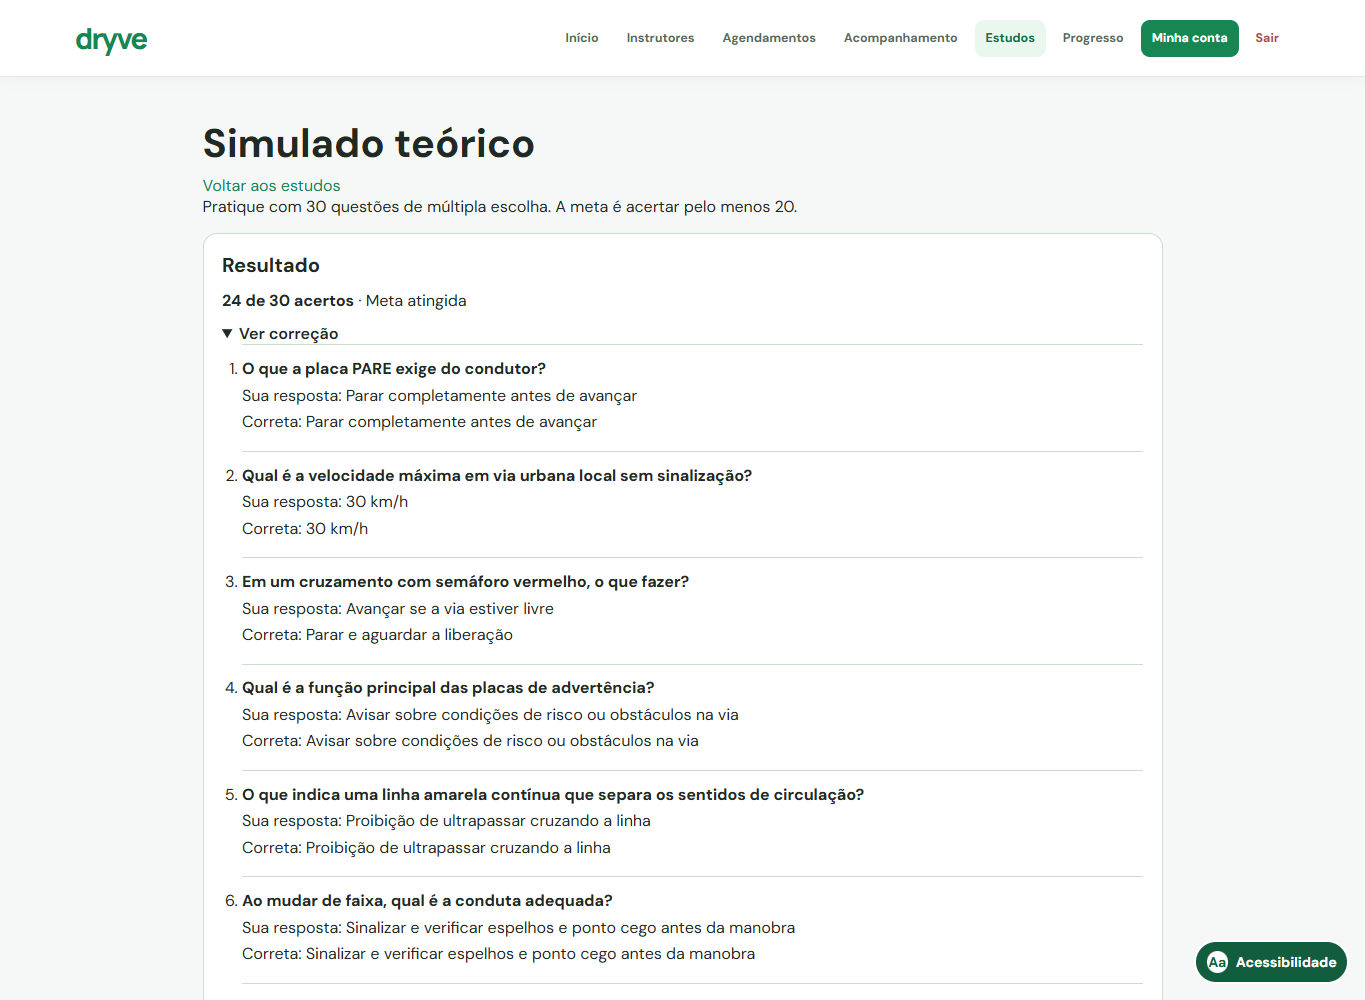 dryve
Início
Instrutores
Agendamentos
Acompanhamento
Estudos
Progresso
Minha conta
Sair
Simulado teórico
Voltar aos estudos
Pratique com 30 questões de múltipla escolha. A meta é acertar pelo menos 20.
Resultado
24 de 30 acertos · Meta atingida
▼ Ver correção
1. O que a placa PARE exige do condutor?
Sua resposta: Parar completamente antes de avançar
Correta: Parar completamente antes de avançar
2. Qual é a velocidade máxima em via urbana local sem sinalização?
Sua resposta: 30 km/h
Correta: 30 km/h
3. Em um cruzamento com semáforo vermelho, o que fazer?
Sua resposta: Avançar se a via estiver livre
Correta: Parar e aguardar a liberação
4. Qual é a função principal das placas de advertência?
Sua resposta: Avisar sobre condições de risco ou obstáculos na via
Correta: Avisar sobre condições de risco ou obstáculos na via
5. O que indica uma linha amarela contínua que separa os sentidos de circulação?
Sua resposta: Proibição de ultrapassar cruzando a linha
Correta: Proibição de ultrapassar cruzando a linha
6. Ao mudar de faixa, qual é a conduta adequada?
Sua resposta: Sinalizar e verificar espelhos e ponto cego antes da manobra
Correta: Sinalizar e verificar espelhos e ponto cego antes da manobra
Aa Acessibilidade